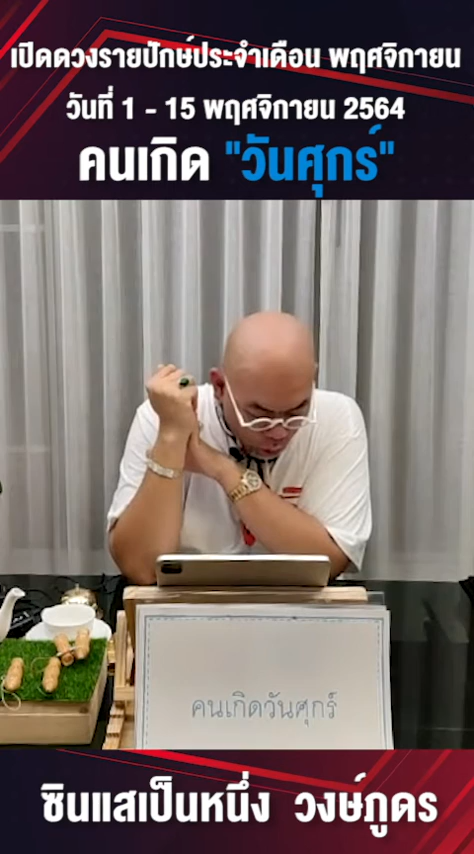 เปิดดวงรายปักษ์ประจำเดือน พฤศจิกายน
วันที่ 1 - 15 พฤศจิกายน 2564
คนเกิด "วันศุกร์"
คนเกิดวันศุกร์
ซินแสเป็นหนึ่ง วงษ์ภูดร